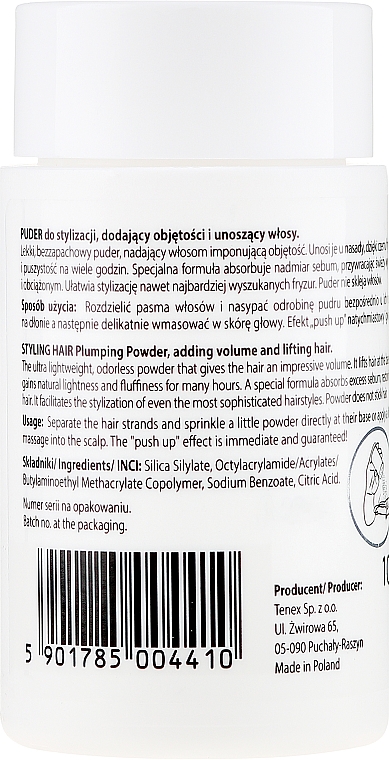 PUDER do stylizacji, dodający objętości i unoszący włosy.
Lekki, bezzapachowy puder, nadający włosom imponującą objętość. Unosi je u nasady, dzięki
i puszystość na wiele godzin. Specjalna formuła absorbuje nadmiar sebum, przywracając
i obciążonym. Ułatwia stylizację nawet najbardziej wyszukanych fryzur. Puder nie skleja włosów.
Sposób użycia: Rozdzielić pasma włosów i nasypać odrobinę pudru bezpośrednio u ich
na dłonie a następnie delikatnie wmasować w skórę głowy. Efekt „push up” natychmiastowy
STYLING HAIR Plumping Powder, adding volume and lifting hair.
The ultra lightweight, odorless powder that gives the hair an impressive volume. It lifts hair at the
gains natural lightness and fluffiness for many hours. A special formula absorbs excess sebum,
hair. It facilitates the stylization of even the most sophisticated hairstyles. Powder does not stick
Usage: Separate the hair strands and sprinkle a little powder directly at their base or apply
massage into the scalp. The "push up" effect is immediate and guaranteed!
Składniki/ Ingredients/ INCI: Silica Silylate, Octylacrylamide/Acrylates/
Butylaminoethyl Methacrylate Copolymer, Sodium Benzoate, Citric Acid.
Numer serii na opakowaniu.
Batch no. at the packaging.
10
Producent/ Producer:
Tenex Sp. z o.o.
Ul. Żwirowa 65,
05-090 Puchały-Raszyn
Made in Poland
5 901785 004410